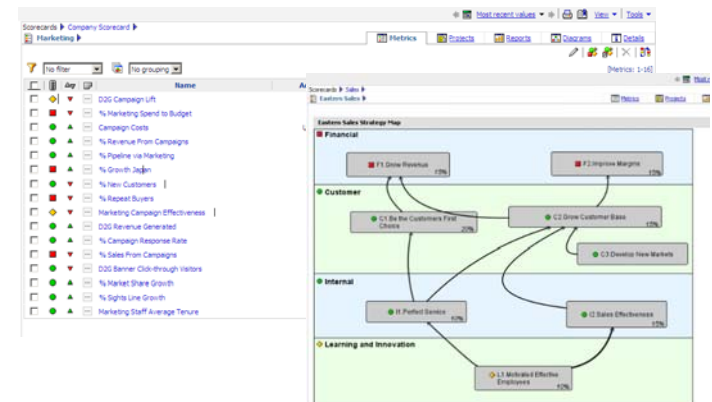 Most recent values
View
Tools
Scorecards Company Scorecard
Marketing
Metrics
Projects
Reports
Diagrams
Details
No filter
No grouping
[Metrics: 1-16]
Name
D2G Campaign Lift
% Marketing Spend to Budget
Campaign Costs
% Revenue From Campaigns
% Pipeline via Marketing
% Growth Japan
% New Customers
% Repeat Buyers
Marketing Campaign Effectiveness
D2G Revenue Generated
% Campaign Response Rate
% Sales From Campaigns
D2G Banner Click-through Visitors
% Market Share Growth
% Sights Line Growth
Marketing Staff Average Tenure
Scorecards Sales
Eastern Sales
Metrics
Projects
Eastern Sales Strategy Map
Financial
F1.Grow Revenue
15%
F2.Improve Margins
15%
Customer
C1.Be the Customers First
Choice
20%
C2.Grow Customer Base
15%
C3.Develop New Markets
Internal
I1.Perfect Service
10%
I2.Sales Effectiveness
15%
Learning and Innovation
L1.Motivated Effective
Employees
10%